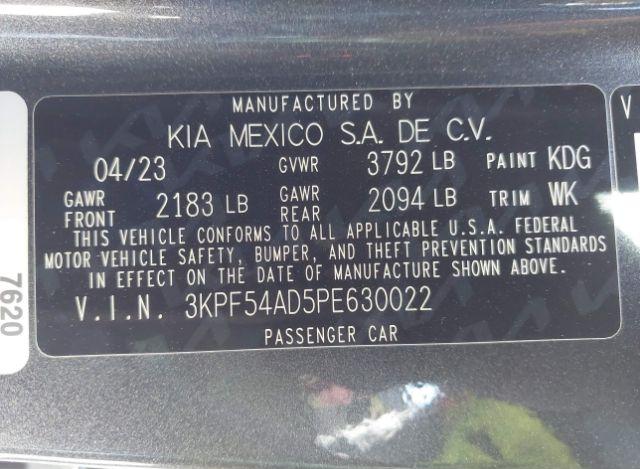 MANUFACTURED BY
KIA MEXICO S.A. DE C.V.
04/23 GVWR 3792 LB PAINT KDG
GAWR FRONT 2183 LB GAWR REAR 2094 LB TRIM WK
THIS VEHICLE CONFORMS TO ALL APPLICABLE U.S.A. FEDERAL
MOTOR VEHICLE SAFETY, BUMPER, AND THEFT PREVENTION STANDARDS
IN EFFECT ON THE DATE OF MANUFACTURE SHOWN ABOVE.
V.I.N. 3KPF54AD5PE630022
PASSENGER CAR
7620
V